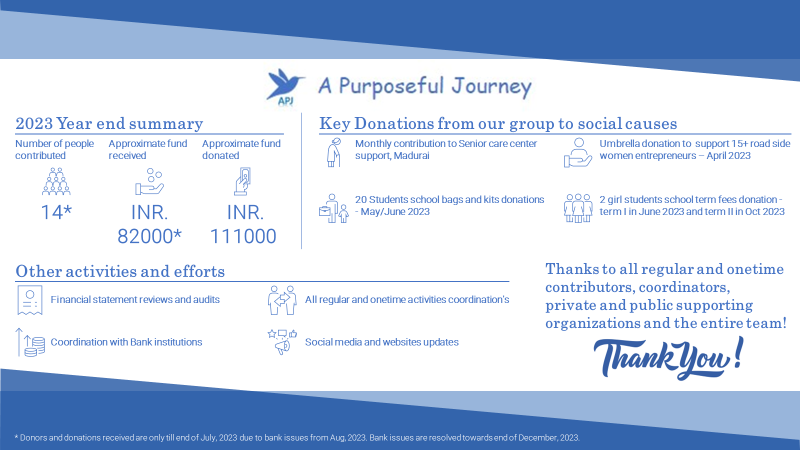 APJ
A Purposeful Journey
2023 Year end summary
Number of people
contributed
14*
Approximate fund
received
INR.
82000*
Approximate fund
donated
INR.
111000
Key Donations from our group to social causes
Monthly contribution to Senior care center
support, Madurai
Umbrella donation to support 15+ road side
women entrepreneurs – April 2023
20 Students school bags and kits donations
- May/June 2023
2 girl students school term fees donation -
term I in June 2023 and term II in Oct 2023
Other activities and efforts
Financial statement reviews and audits
All regular and onetime activities coordination's
Coordination with Bank institutions
Social media and websites updates
Thanks to all regular and onetime
contributors, coordinators,
private and public supporting
organizations and the entire team!
Thank You!
* Donors and donations received are only till end of July, 2023 due to bank issues from Aug, 2023. Bank issues are resolved towards end of December, 2023.